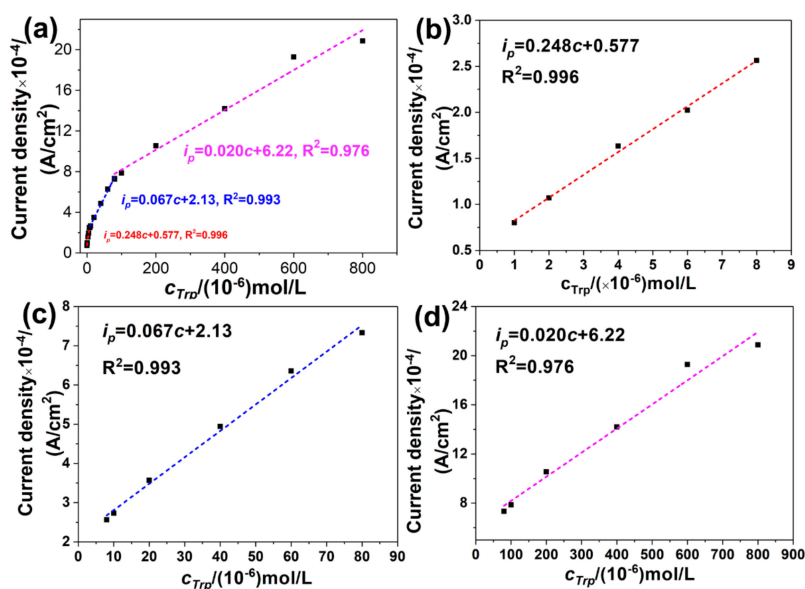 (a)
Current density×10⁻⁴/
(A/cm²)
20
16
12
8
4
0
iₚ=0.020c+6.22, R²=0.976
iₚ=0.067c+2.13, R²=0.993
iₚ=0.248c+0.577, R²=0.996
0 200 400 600 800
c_Trp/(10⁻⁶)mol/L
(b)
Current density×10⁻⁴/
(A/cm²)
3.0
2.5
2.0
1.5
1.0
0.5
iₚ=0.248c+0.577
R²=0.996
0 1 2 3 4 5 6 7 8 9
c_Trp/(×10⁻⁶)mol/L
(c)
Current density×10⁻⁴/
(A/cm²)
8
7
6
5
4
3
2
iₚ=0.067c+2.13
R²=0.993
0 10 20 30 40 50 60 70 80 90
c_Trp/(10⁻⁶)mol/L
(d)
Current density×10⁻⁴/
(A/cm²)
24
20
16
12
8
iₚ=0.020c+6.22
R²=0.976
0 100 200 300 400 500 600 700 800 900
c_Trp/(10⁻⁶)mol/L